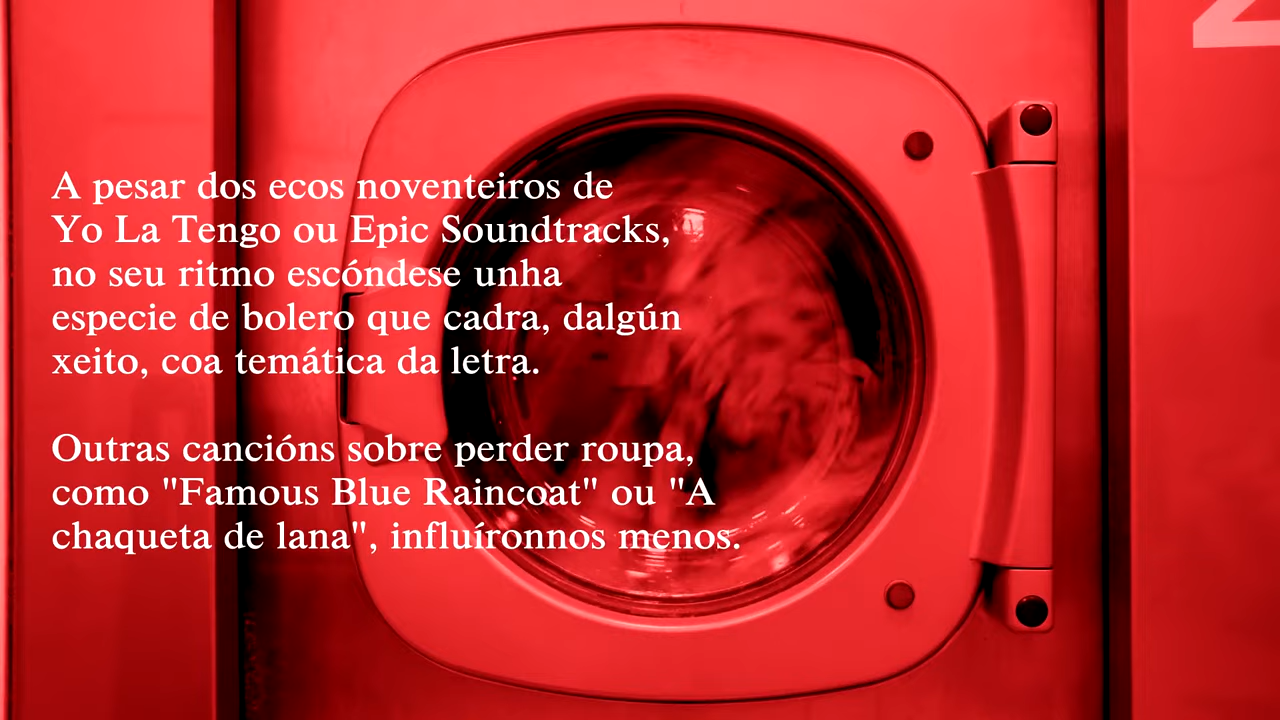 A pesar dos ecos noventeiros de
Yo La Tengo ou Epic Soundtracks,
no seu ritmo escóndese unha
especie de bolero que cadra, dalgún
xeito, coa temática da letra.
Outras cancións sobre perder roupa,
como "Famous Blue Raincoat" ou "A
chaqueta de lana", influíronnos menos.